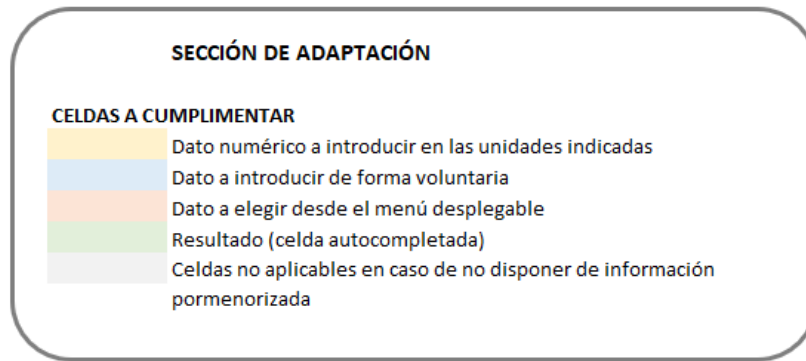 SECCIÓN DE ADAPTACIÓN
CELDAS A CUMPLIMENTAR
Dato numérico a introducir en las unidades indicadas
Dato a introducir de forma voluntaria
Dato a elegir desde el menú desplegable
Resultado (celda autocompletada)
Celdas no aplicables en caso de no disponer de información
pormenorizada